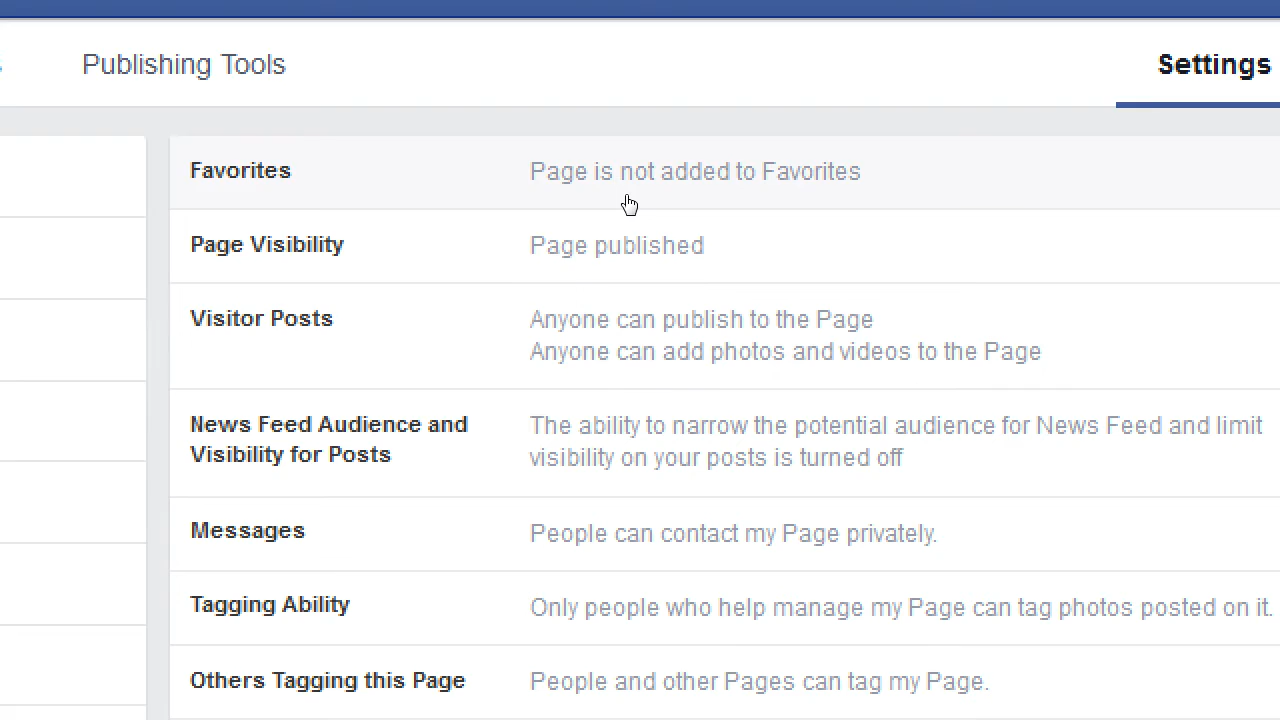 Publishing Tools
Settings
Favorites
Page is not added to Favorites
Page Visibility
Page published
Visitor Posts
Anyone can publish to the Page
Anyone can add photos and videos to the Page
News Feed Audience and
Visibility for Posts
The ability to narrow the potential audience for News Feed and limit
visibility on your posts is turned off
Messages
People can contact my Page privately.
Tagging Ability
Only people who help manage my Page can tag photos posted on it.
Others Tagging this Page
People and other Pages can tag my Page.